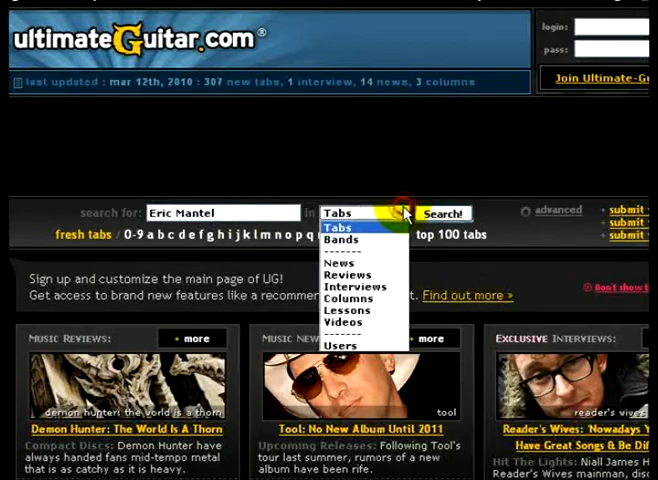 ultimateGuitar.com®
login:
pass:
last updated : mar 12th, 2010 : 307 new tabs, 1 interview, 14 news, 3 columns
Join Ultimate-Gu
search for: Eric Mantel in Tabs Search! advanced
submit
submit
submit
fresh tabs / 0-9 a b c d e f g h i j k l m n o p q top 100 tabs
Tabs
Bands
-------
News
Reviews
Interviews
Columns
Lessons
Videos
-------
Users
Sign up and customize the main page of UG!
Get access to brand new features like a recommen t. Find out more »
Don't show t
Music Reviews: + more
demon hunter: the world is a thorn
Demon Hunter: The World Is A Thorn
Compact Discs: Demon Hunter have
always handed fans mid-tempo metal
that is as catchy as it is heavy.
Music New more
tool
Tool: No New Album Until 2011
Upcoming Releases: Following Tool's
tour last summer, rumors of a new
album have been rife.
Exclusive Interviews:
reader's wives
Reader's Wives: 'Nowadays Y
Have Great Songs & Be Dif
Hit The Lights: Niall James H
Reader's Wives mainman, disc